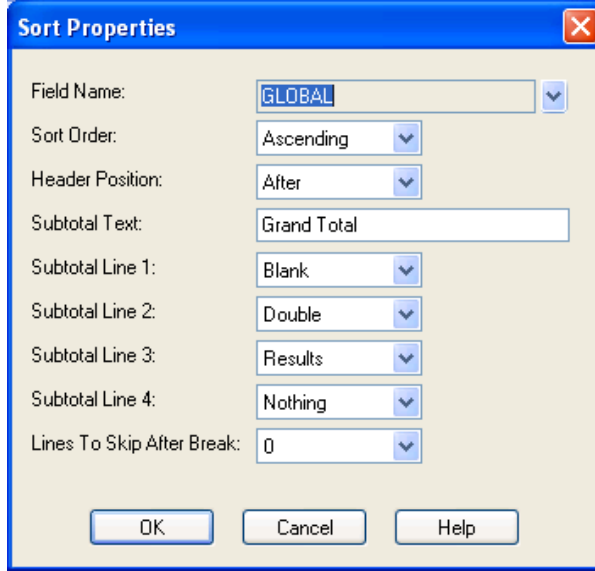 Sort Properties
Field Name: GLOBAL
Sort Order: Ascending
Header Position: After
Subtotal Text: Grand Total
Subtotal Line 1: Blank
Subtotal Line 2: Double
Subtotal Line 3: Results
Subtotal Line 4: Nothing
Lines To Skip After Break: 0
OK Cancel Help